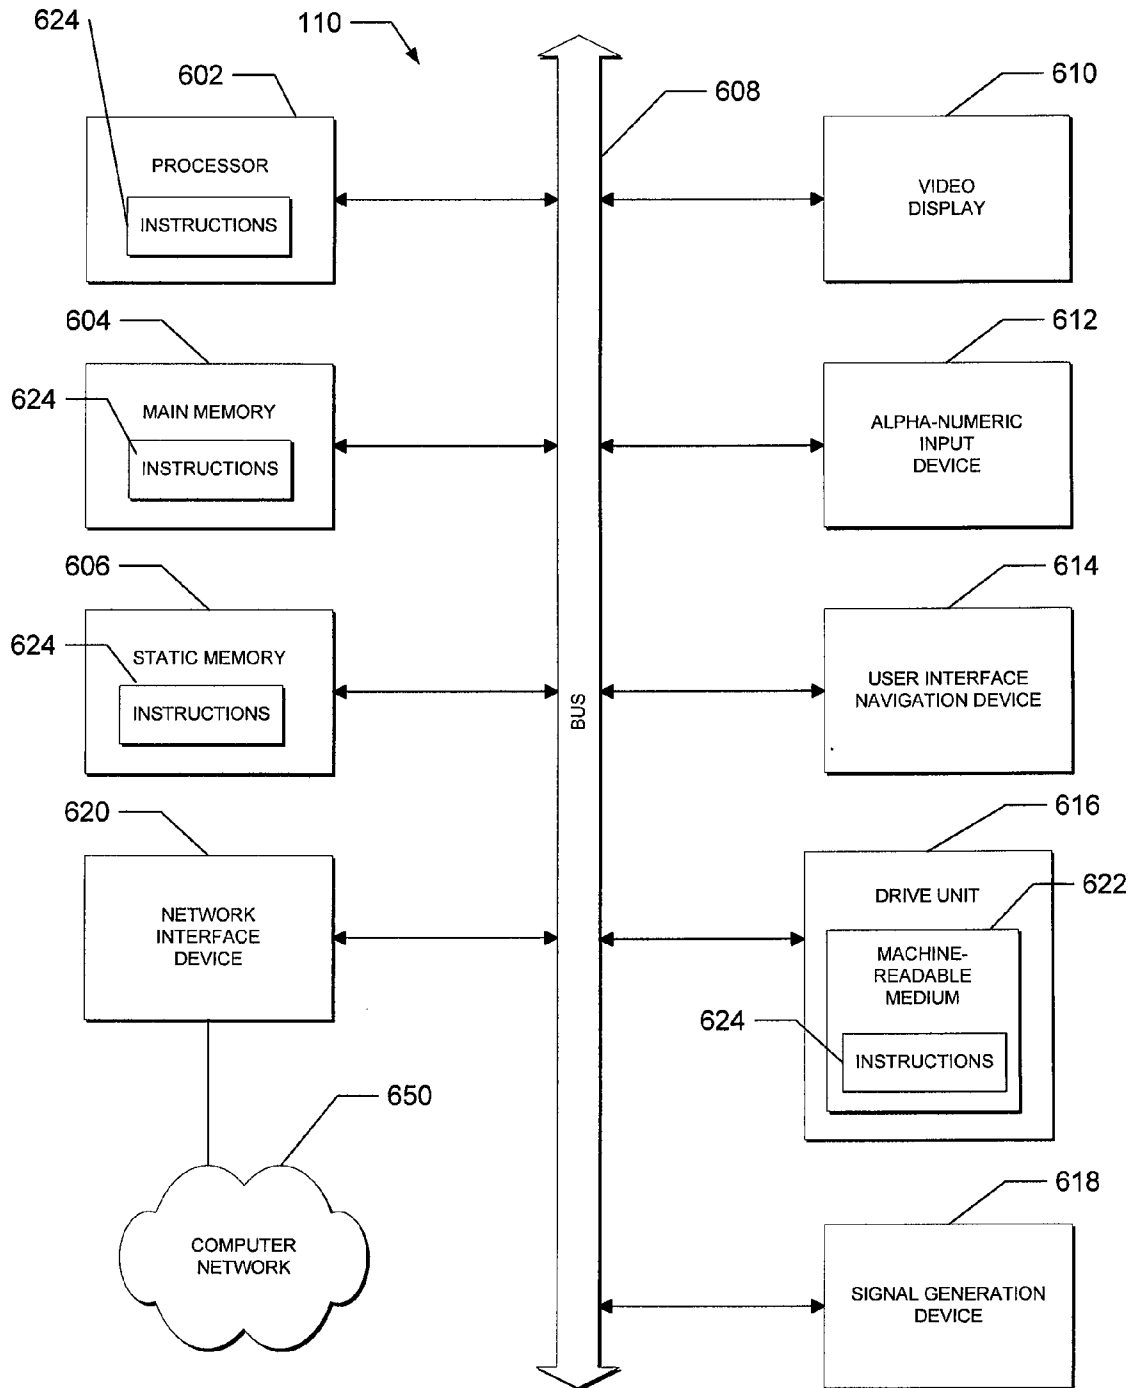 624
110
602
608
610
PROCESSOR
INSTRUCTIONS
VIDEO
DISPLAY
604
612
624
MAIN MEMORY
INSTRUCTIONS
ALPHA-NUMERIC
INPUT
DEVICE
606
614
624
STATIC MEMORY
INSTRUCTIONS
BUS
USER INTERFACE
NAVIGATION DEVICE
620
616
622
NETWORK
INTERFACE
DEVICE
DRIVE UNIT
MACHINE-
READABLE
MEDIUM
624
INSTRUCTIONS
650
COMPUTER
NETWORK
618
SIGNAL GENERATION
DEVICE